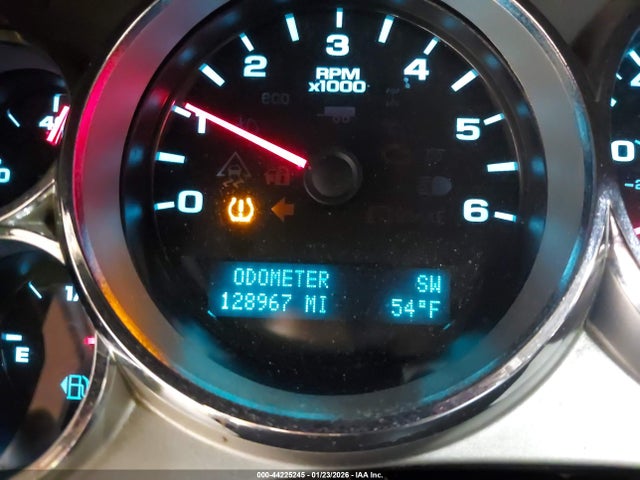 0
1
2
3
4
5
6
RPM
x1000
eco
ODOMETER SW
128967 MI 54°F
E
000-44225245 - 01/23/2026 - IAA Inc.